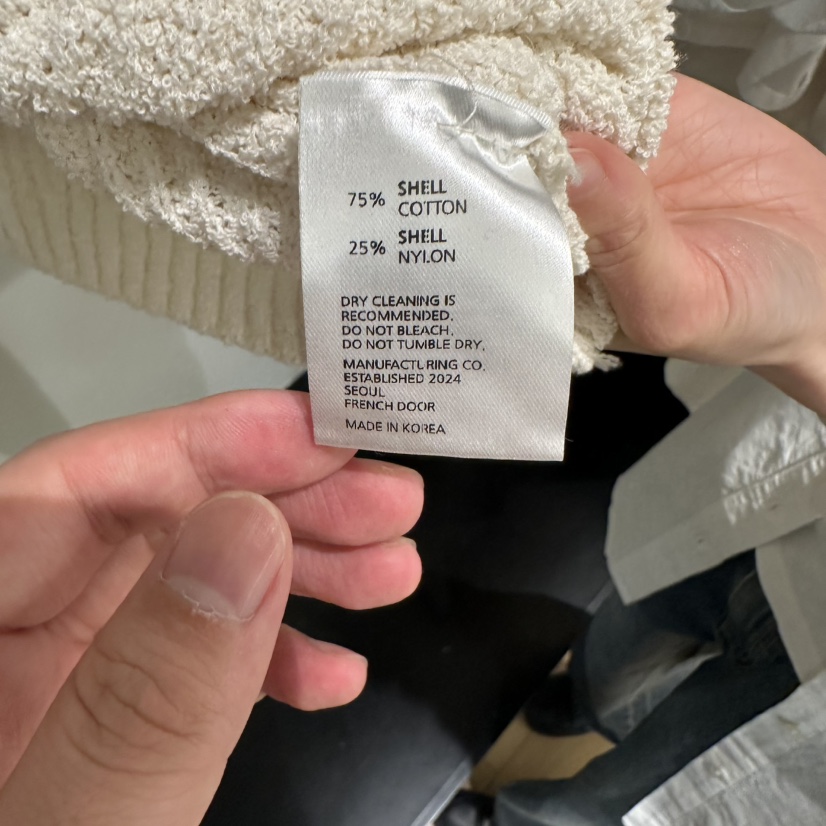 75% SHELL
COTTON
25% SHELL
NYLON
DRY CLEANING IS
RECOMMENDED.
DO NOT BLEACH.
DO NOT TUMBLE DRY.
MANUFACTURING CO.
ESTABLISHED 2024
SEOUL
FRENCH DOOR
MADE IN KOREA